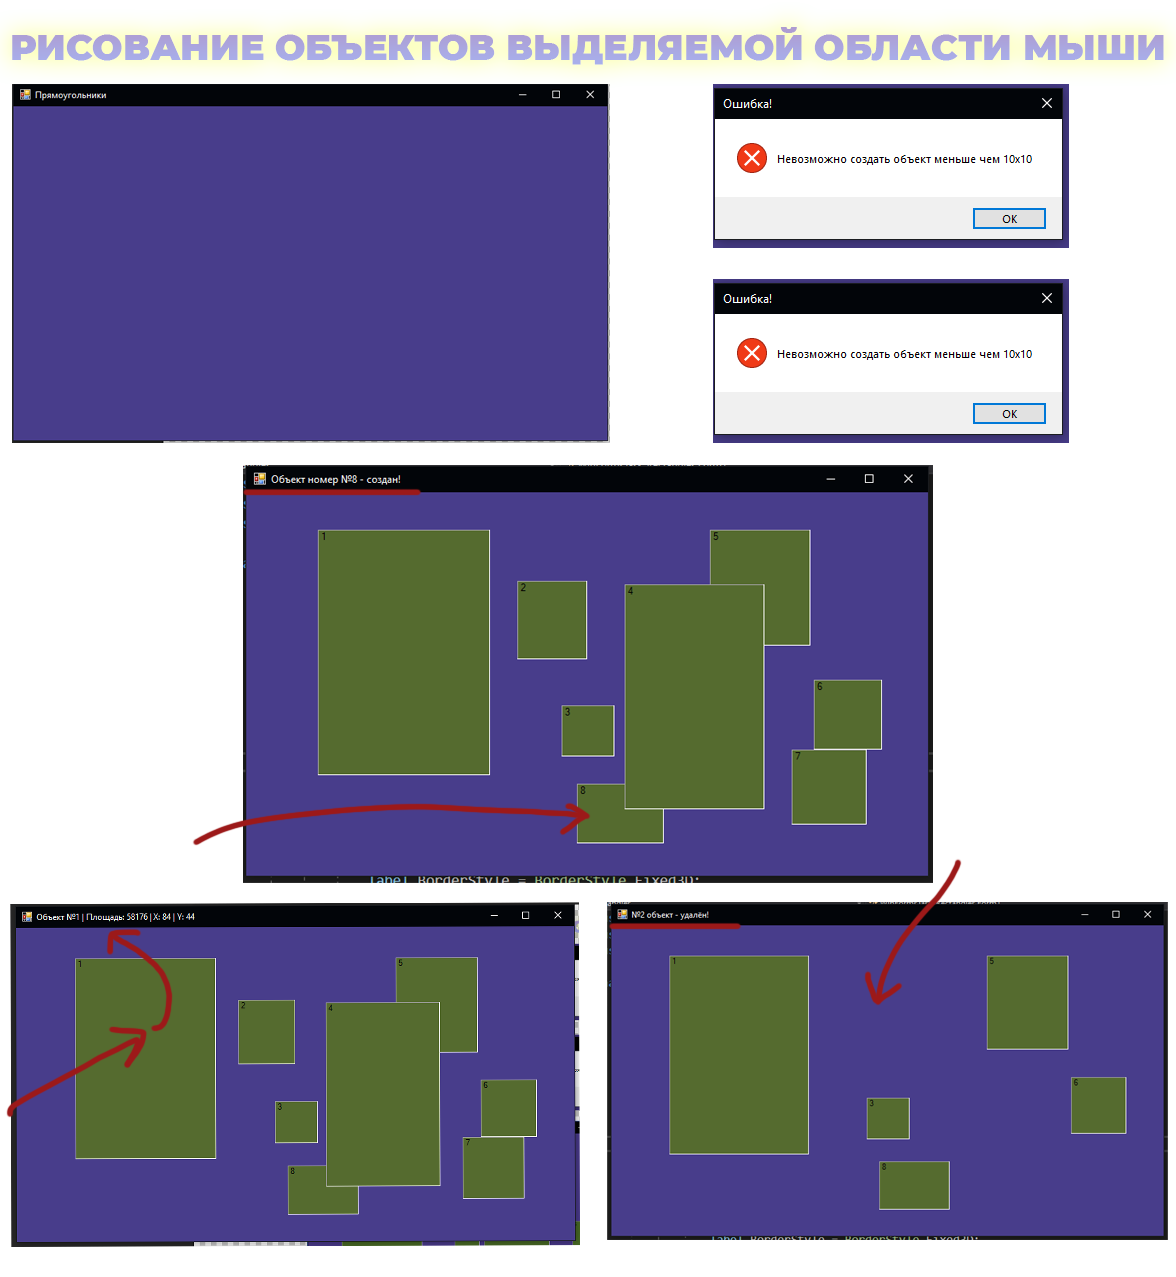 РИСОВАНИЕ ОБЪЕКТОВ ВЫДЕЛЯЕМОЙ ОБЛАСТИ МЫШИ
Прямоугольники
Ошибка!
Невозможно создать объект меньше чем 10x10
OK
Ошибка!
Невозможно создать объект меньше чем 10x10
OK
Объект номер №8 - создан!
1
5
2
4
6
3
7
8
label BorderStyle = BorderStyle Fixed3D;
Объект №1 | Площадь: 58176 | X: 84 | Y: 44
1
5
2
4
6
3
7
8
№2 объект - удалён!
1
5
6
3
8
label BorderStyle = BorderStyle Fixed3D;